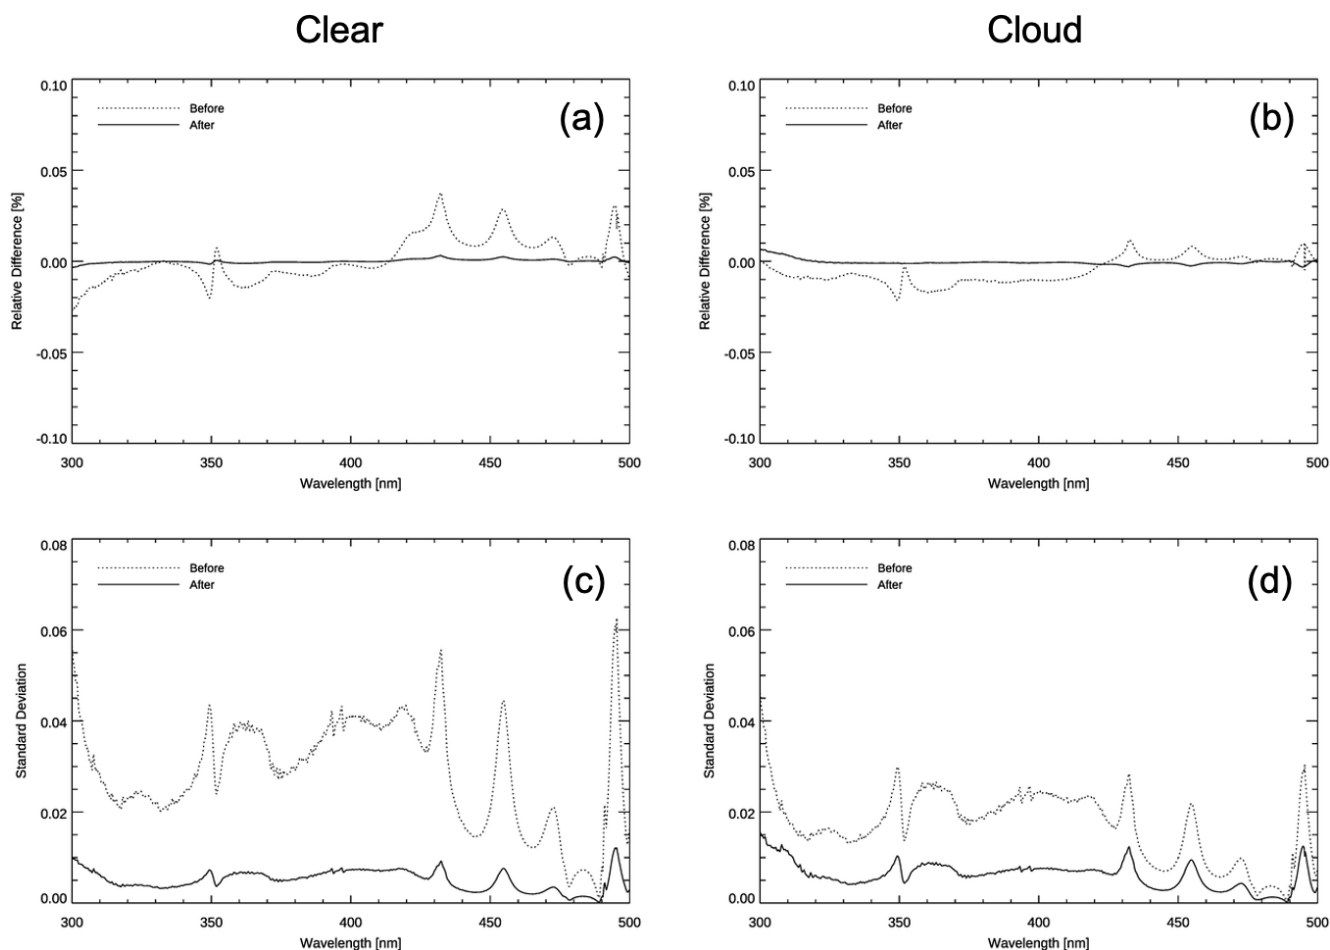 Clear
Cloud
0.10
0.05
0.00
-0.05
-0.10
Relative Difference [%]
Before
After
(a)
300 350 400 450 500
Wavelength [nm]
0.10
0.05
0.00
-0.05
-0.10
Relative Difference [%]
Before
After
(b)
300 350 400 450 500
Wavelength [nm]
0.08
0.06
0.04
0.02
0.00
Standard Deviation
Before
After
(c)
300 350 400 450 500
Wavelength [nm]
0.08
0.06
0.04
0.02
0.00
Standard Deviation
Before
After
(d)
300 350 400 450 500
Wavelength [nm]